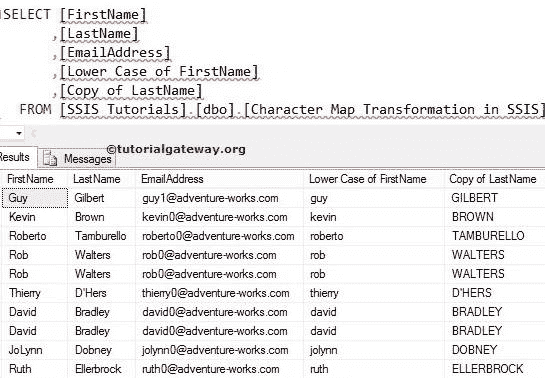 SELECT [FirstName]
,[LastName]
,[EmailAddress]
,[Lower Case of FirstName]
,[Copy of LastName]
FROM [SSIS Tutorials].[dbo].[Character Map Transformation in SSIS]
©tutorialgateway.org
Results Messages
FirstName LastName EmailAddress Lower Case of FirstName Copy of LastName
Guy Gilbert guy1@adventure-works.com guy GILBERT
Kevin Brown kevin0@adventure-works.com kevin BROWN
Roberto Tamburello roberto0@adventure-works.com roberto TAMBURELLO
Rob Walters rob0@adventure-works.com rob WALTERS
Rob Walters rob0@adventure-works.com rob WALTERS
Thierry D'Hers thierry0@adventure-works.com thierry D'HERS
David Bradley david0@adventure-works.com david BRADLEY
David Bradley david0@adventure-works.com david BRADLEY
JoLynn Dobney jolynn0@adventure-works.com jolynn DOBNEY
Ruth Ellerbrock ruth0@adventure-works.com ruth ELLERBROCK